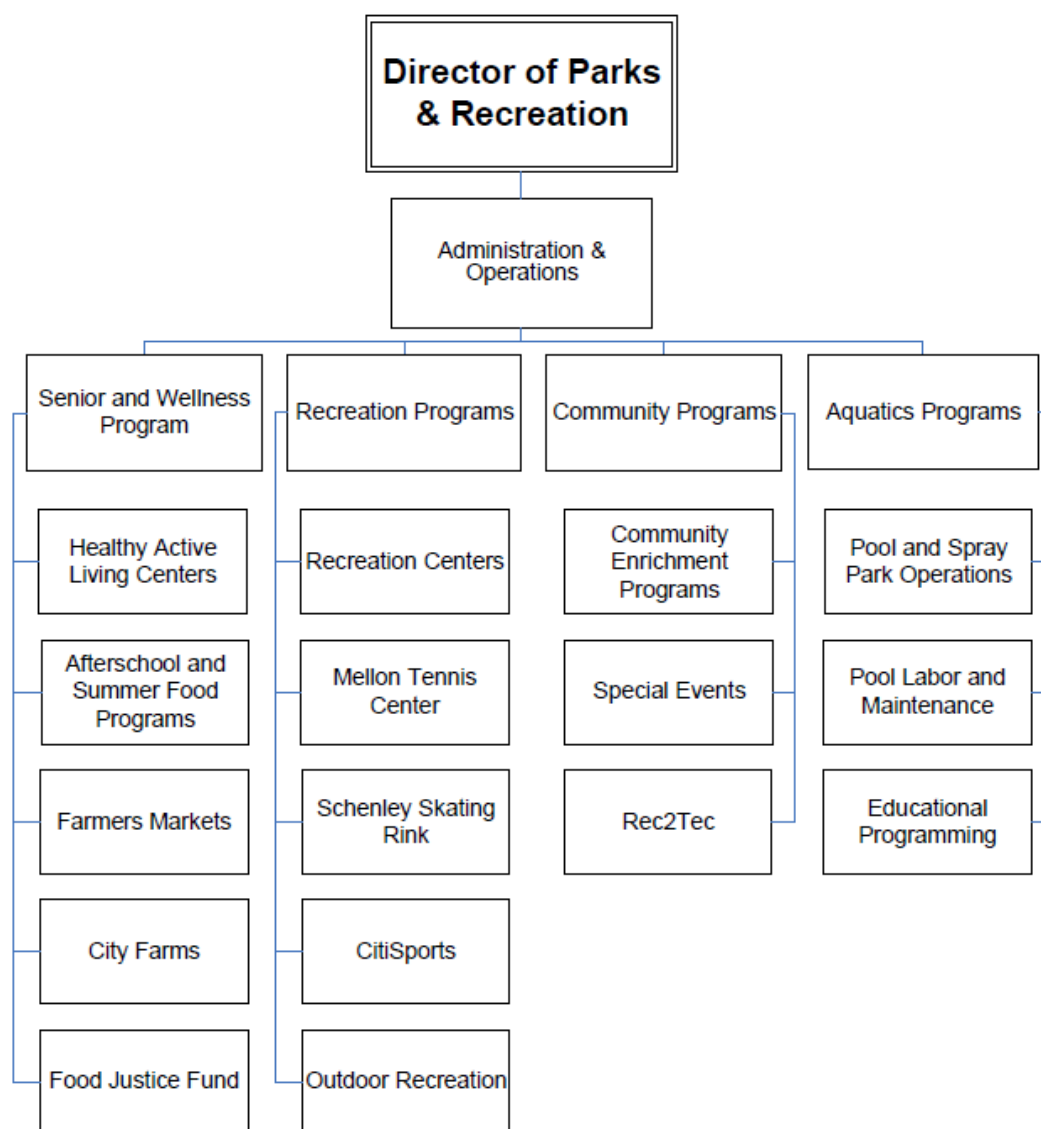 Director of Parks
& Recreation
Administration &
Operations
Senior and Wellness
Program
Recreation Programs
Community Programs
Aquatics Programs
Healthy Active
Living Centers
Recreation Centers
Community
Enrichment
Programs
Pool and Spray
Park Operations
Afterschool and
Summer Food
Programs
Mellon Tennis
Center
Special Events
Pool Labor and
Maintenance
Farmers Markets
Schenley Skating
Rink
Rec2Tec
Educational
Programming
City Farms
CitiSports
Food Justice Fund
Outdoor Recreation